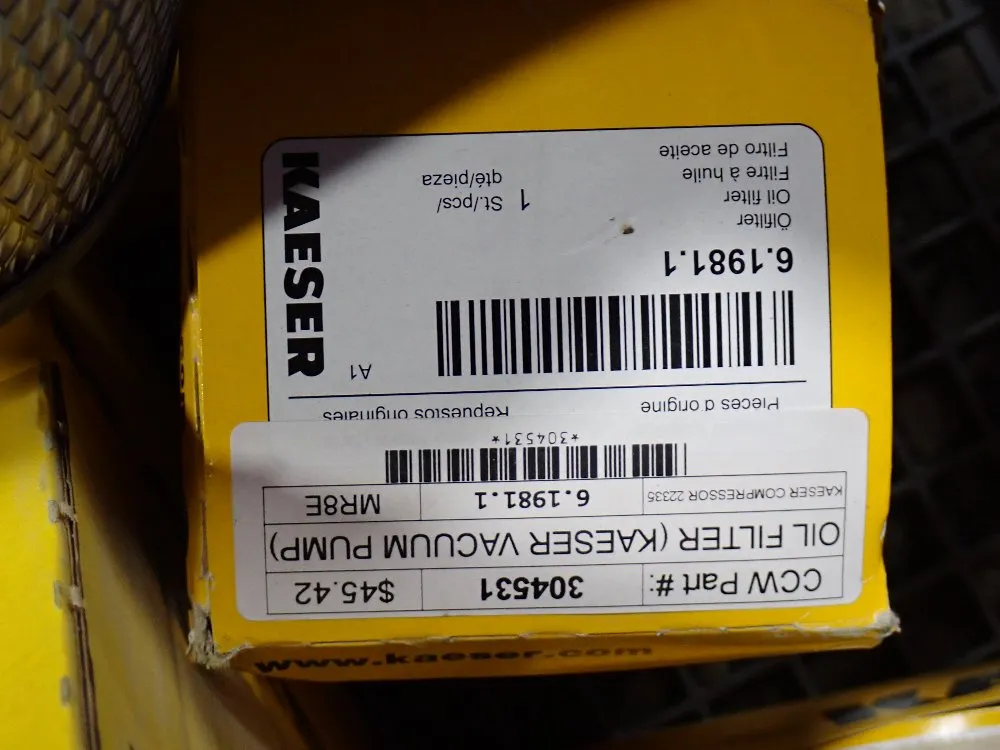 www.kaeser.com
CCW Part #: 304531 $45.42
OIL FILTER (KAESER VACUUM PUMP)
KAESER COMPRESSOR 22335 6.1981.1 MR8E
*304531*
Pièces d'origine Repuestos originales
A1
6.1981.1
Ölfilter
Oil filter 1 St./pcs/
Filtre à huile qté/pieza
Filtro de aceite
KAESER